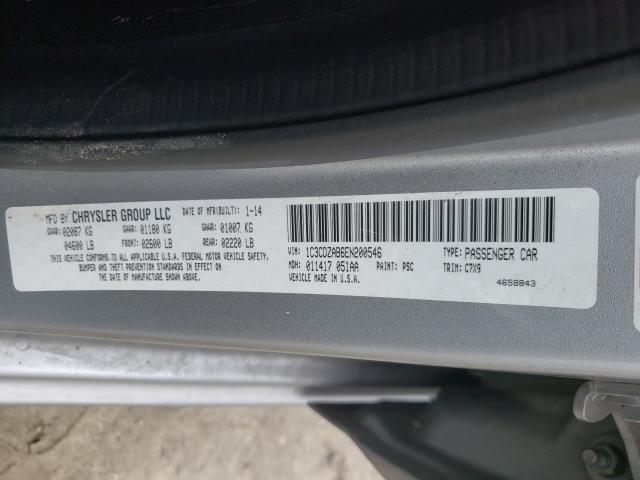 MFD BY CHRYSLER GROUP LLC DATE OF MFR(BUILT): 1-14
GVWR: 02087 KG GAWR: 01180 KG GAWR: 01007. KG
04600 LB FRONT: 02600 LB REAR: 02220 LB
THIS VEHICLE CONFORMS TO ALL APPLICABLE FEDERAL MOTOR VEHICLE SAFETY,
BUMPER AND THEFT PREVENTION STANDARDS IN EFFECT ON
THE DATE OF MANUFACTURE SHOWN ABOVE.
VIN: 1C3CDZAB6EN200546 TYPE: PASSENGER CAR
MDH: 011417 051AA PAINT: PSC TRIM: C7X9
VEHICLE MADE IN U.S.A. 4658843